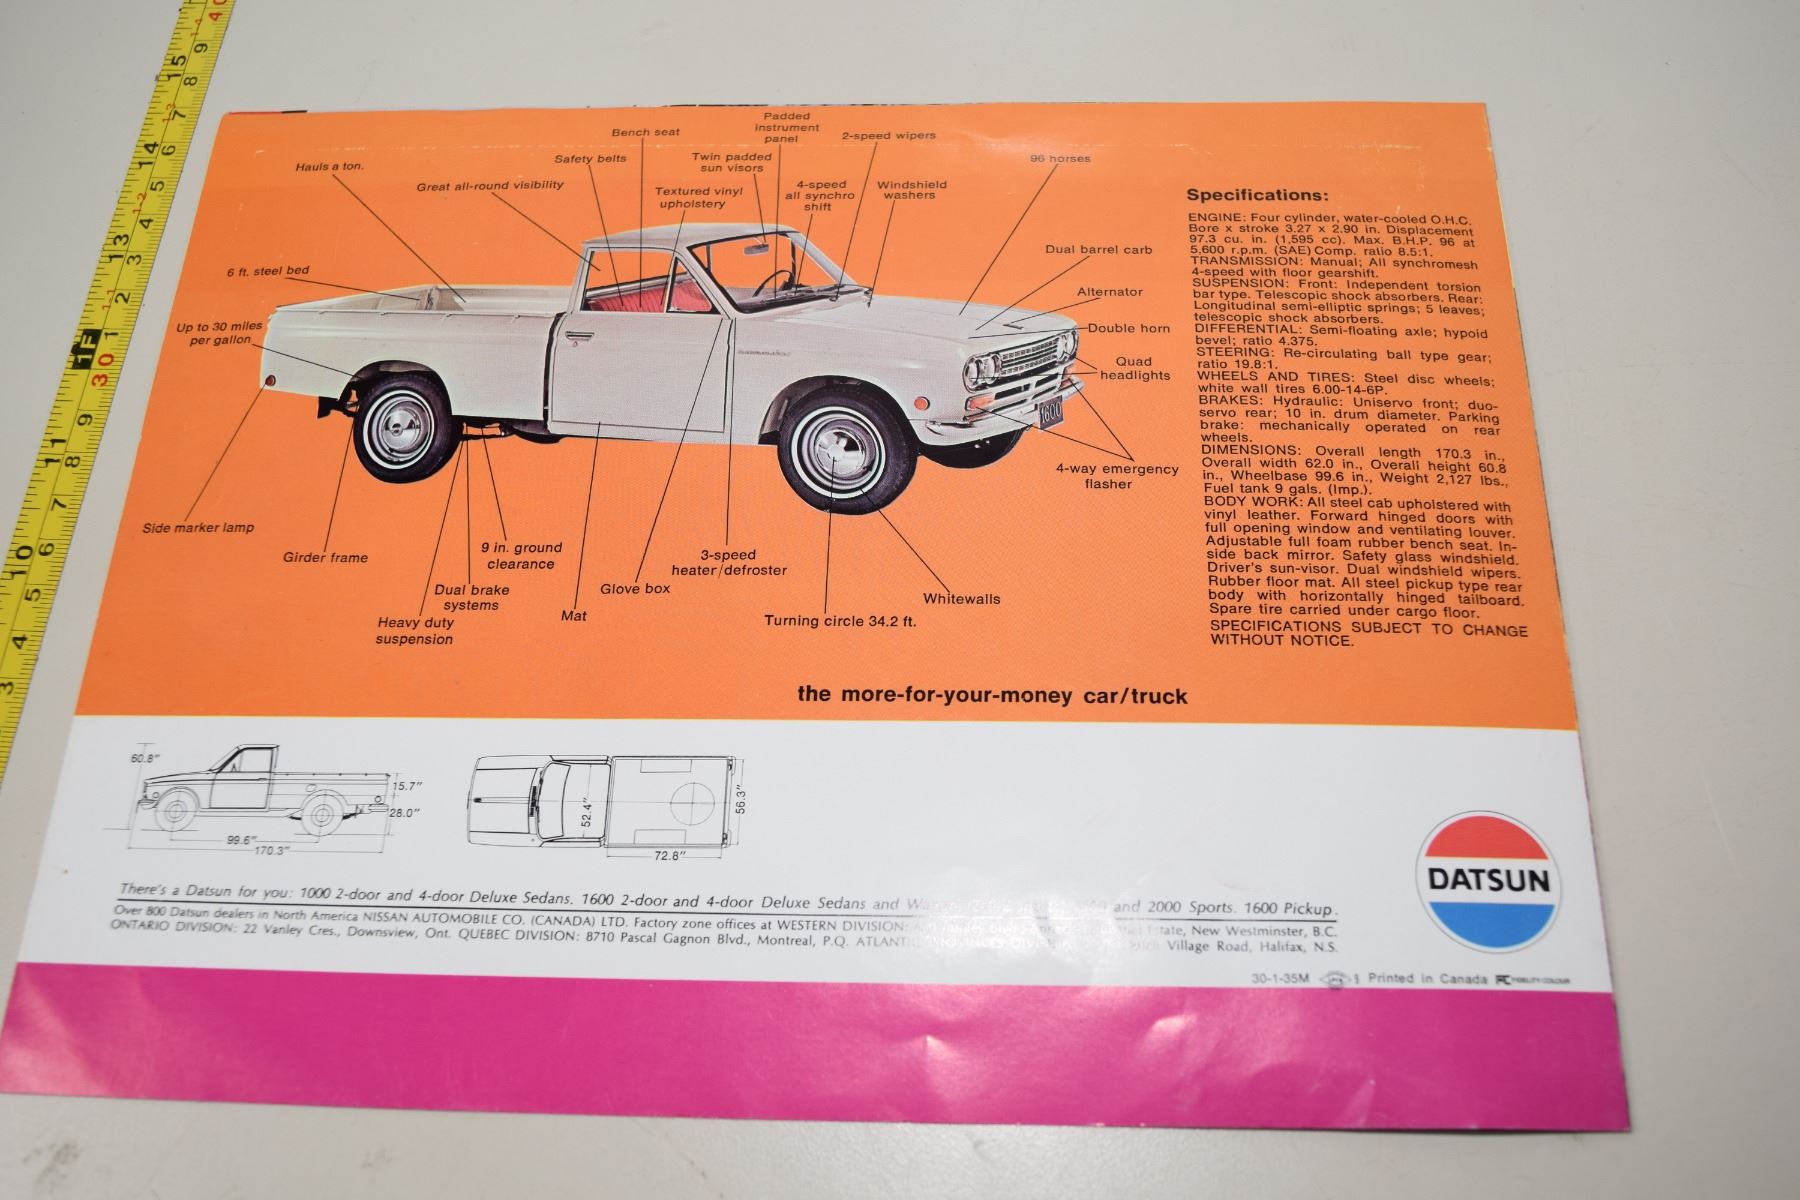 Padded
instrument
panel
Bench seat
2-speed wipers
Safety belts
Twin padded
sun visors
96 horses
Hauls a ton.
Great all-round visibility
Textured vinyl
upholstery
4-speed
all synchro
shift
Windshield
washers
6 ft. steel bed
Dual barrel carb
Alternator
Up to 30 miles
per gallon
Double horn
Quad
headlights
1600
4-way emergency
flasher
Side marker lamp
Girder frame
9 in. ground
clearance
3-speed
heater/defroster
Dual brake
systems
Glove box
Whitewalls
Mat
Heavy duty
suspension
Turning circle 34.2 ft.
Specifications:
ENGINE: Four cylinder, water-cooled O.H.C.
Bore x stroke 3.27 x 2.90 in. Displacement
97.3 cu. in. (1,595 cc). Max. B.H.P. 96 at
5,600 r.p.m. (SAE) Comp. ratio 8.5:1.
TRANSMISSION: Manual; All synchromesh
4-speed with floor gearshift.
SUSPENSION: Front: Independent torsion
bar type. Telescopic shock absorbers. Rear:
Longitudinal semi-elliptic springs; 5 leaves;
telescopic shock absorbers.
DIFFERENTIAL: Semi-floating axle; hypoid
bevel; ratio 4.375.
STEERING: Re-circulating ball type gear;
ratio 19.8:1.
WHEELS AND TIRES: Steel disc wheels;
white wall tires 6.00-14-6P.
BRAKES: Hydraulic: Uniservo front; duo-
servo rear; 10 in. drum diameter. Parking
brake: mechanically operated on rear
wheels.
DIMENSIONS: Overall length 170.3 in.,
Overall width 62.0 in., Overall height 60.8
in., Wheelbase 99.6 in., Weight 2,127 lbs.,
Fuel tank 9 gals. (Imp.).
BODY WORK: All steel cab upholstered with
vinyl leather. Forward hinged doors with
full opening window and ventilating louver.
Adjustable full foam rubber bench seat. In-
side back mirror. Safety glass windshield.
Driver's sun-visor. Dual windshield wipers.
Rubber floor mat. All steel pickup type rear
body with horizontally hinged tailboard.
Spare tire carried under cargo floor.
SPECIFICATIONS SUBJECT TO CHANGE
WITHOUT NOTICE.
the more-for-your-money car/truck
60.8"
15.7"
28.0"
99.6"
170.3"
52.4"
56.3"
72.8"
DATSUN
There's a Datsun for you: 1000 2-door and 4-door Deluxe Sedans. 1600 2-door and 4-door Deluxe Sedans and and 2000 Sports. 1600 Pickup.
Over 800 Datsun dealers in North America NISSAN AUTOMOBILE CO. (CANADA) LTD. Factory zone offices at WESTERN DIVISION: Estate, New Westminster, B.C.
ONTARIO DIVISION: 22 Vanley Cres., Downsview, Ont. QUEBEC DIVISION: 8710 Pascal Gagnon Blvd., Montreal, P.Q. ATLANTIC PROVINCES Village Road, Halifax, N.S.
30-1-35M Printed in Canada FC FIDELITY COLOUR